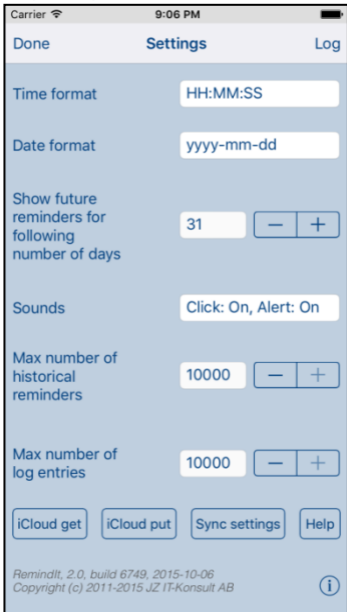 Carrier 9:06 PM
Done Settings Log
Time format HH:MM:SS
Date format yyyy-mm-dd
Show future
reminders for
following
number of days
31 − +
Sounds Click: On, Alert: On
Max number of
historical
reminders
10000 − +
Max number of
log entries
10000 − +
iCloud get iCloud put Sync settings Help
RemindIt, 2.0, build 6749, 2015-10-06
Copyright (c) 2011-2015 JZ IT-Konsult AB
i